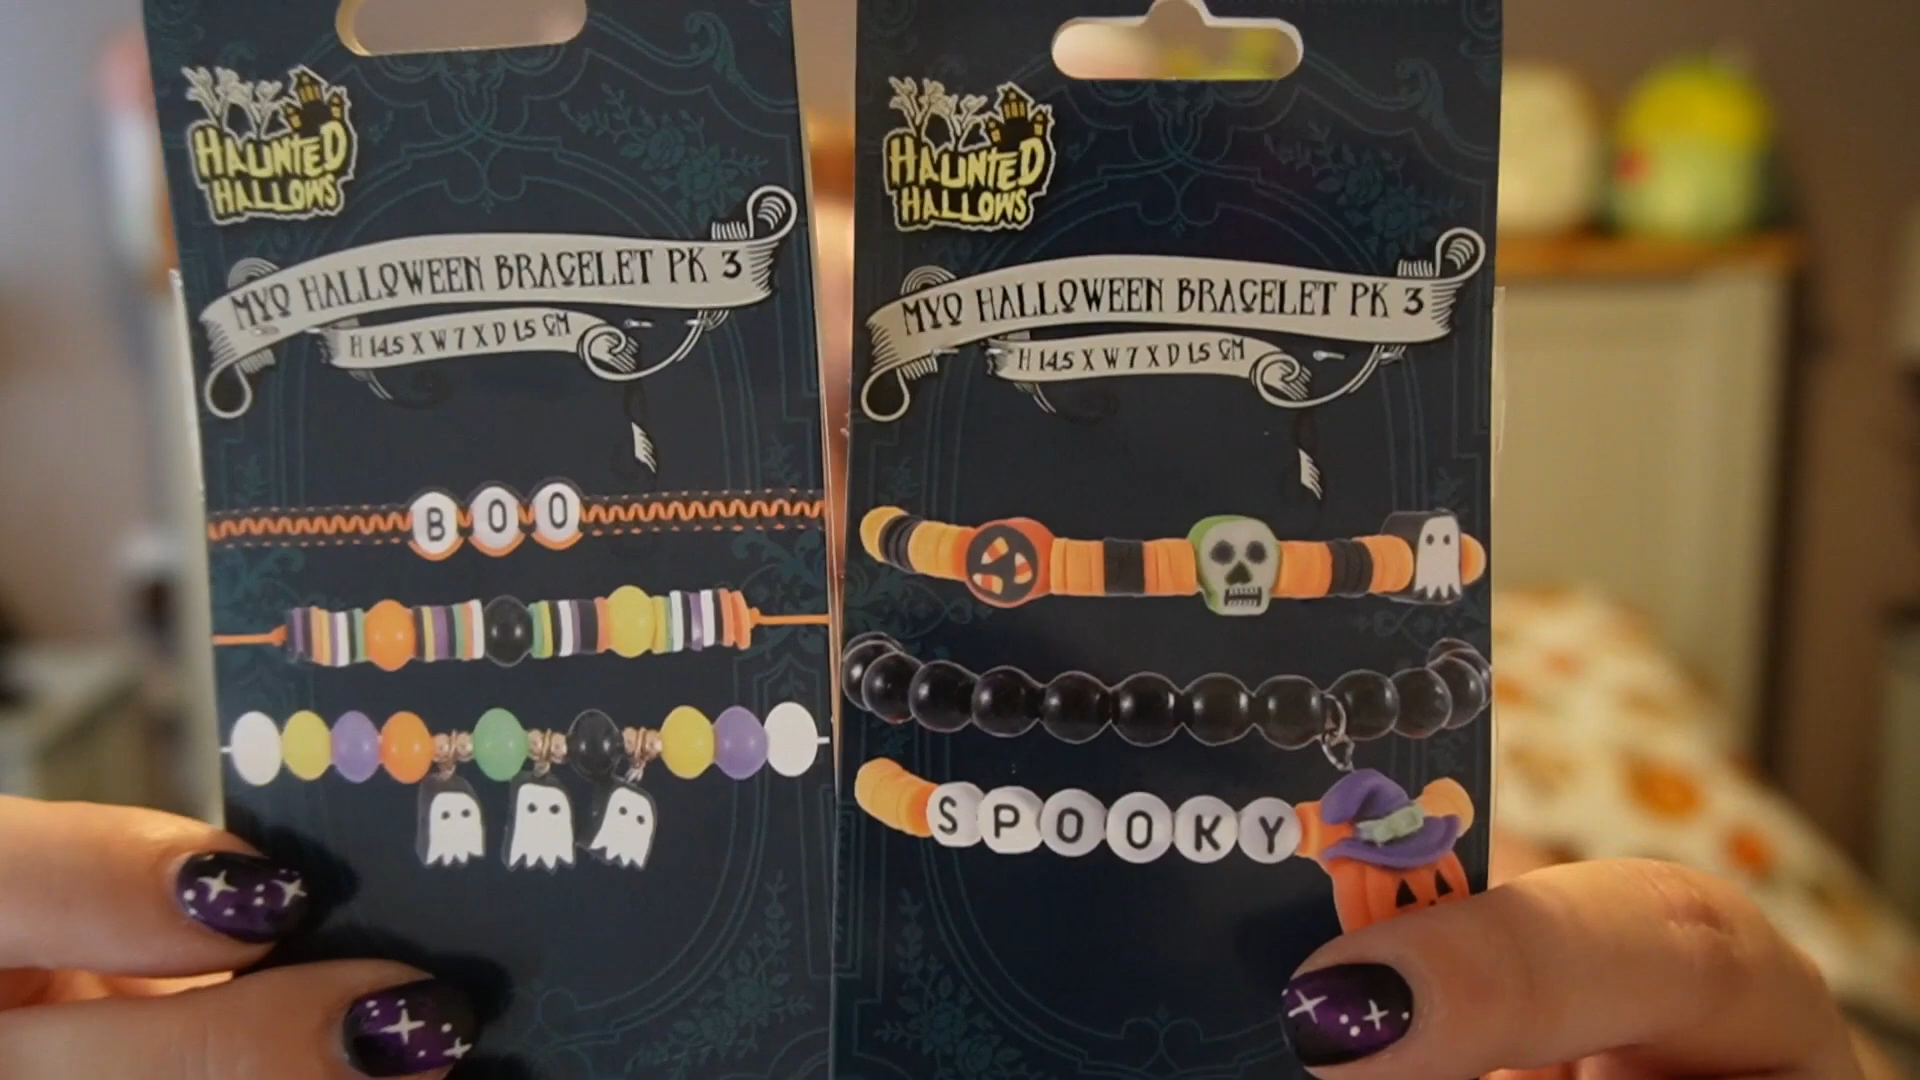 HAUNTED
HALLOWS
MYO HALLOWEEN BRACELET PK 3
H 14.5 X W 7 X D 1.5 CM
BOO
HAUNTED
HALLOWS
MYO HALLOWEEN BRACELET PK 3
H 14.5 X W 7 X D 1.5 CM
SPOOKY